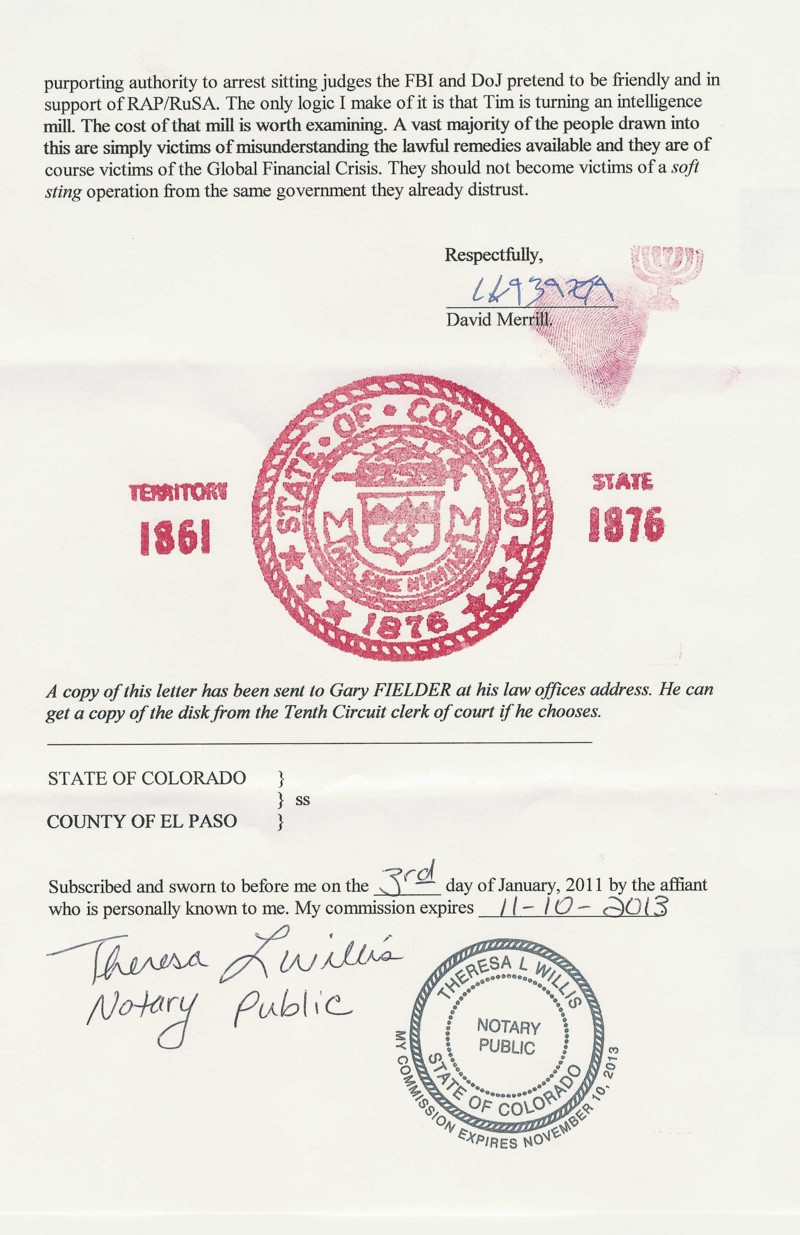 purporting authority to arrest sitting judges the FBI and DoJ pretend to be friendly and in
support of RAP/RuSA. The only logic I make of it is that Tim is turning an intelligence
mill. The cost of that mill is worth examining. A vast majority of the people drawn into
this are simply victims of misunderstanding the lawful remedies available and they are of
course victims of the Global Financial Crisis. They should not become victims of a soft
sting operation from the same government they already distrust.
Respectfully,
David Merrill.
STATE • OF • COLORADO
TERRITORY
1861
STATE
1876
NIL SINE NUMINE
1876
A copy of this letter has been sent to Gary FIELDER at his law offices address. He can
get a copy of the disk from the Tenth Circuit clerk of court if he chooses.
STATE OF COLORADO }
} ss
COUNTY OF EL PASO }
Subscribed and sworn to before me on the 3rd day of January, 2011 by the affiant
who is personally known to me. My commission expires 11-10-2013
Theresa L Willis
Notary Public
THERESA L WILLIS
NOTARY
PUBLIC
STATE OF COLORADO
MY COMMISSION EXPIRES NOVEMBER 10, 2013